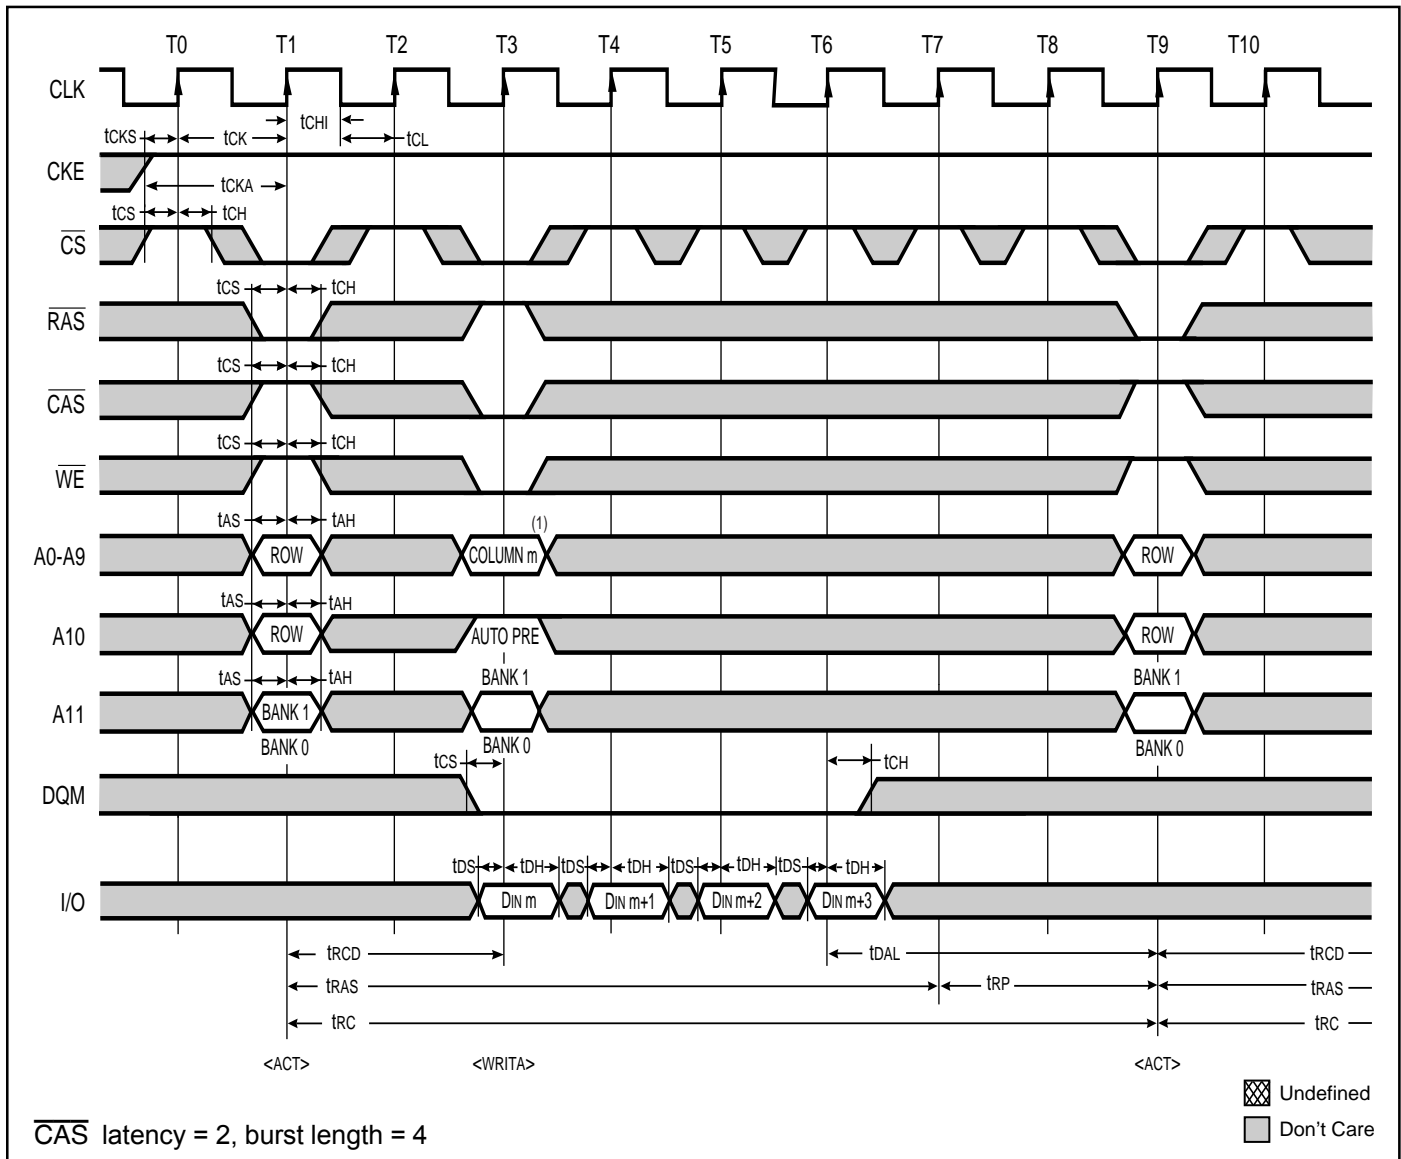 T0 T1 T2 T3 T4 T5 T6 T7 T8 T9 T10
CLK
tCHI
tCKS tCK tCL
CKE
tCKA
tCS tCH
CS
tCS tCH
RAS
tCS tCH
CAS
tCS tCH
WE
tAS tAH (1)
A0-A9 ROW COLUMN m ROW
tAS tAH
A10 ROW AUTO PRE ROW
tAS tAH BANK 1 BANK 1
A11 BANK 1
BANK 0 BANK 0 BANK 0
tCS tCH
DQM
tDS tDH tDS tDH tDS tDH tDS tDH
I/O DIN m DIN m+1 DIN m+2 DIN m+3
tRCD tDAL tRCD
tRAS tRP tRAS
tRC tRC
<ACT> <WRITA> <ACT>
Undefined
Don't Care
CAS latency = 2, burst length = 4